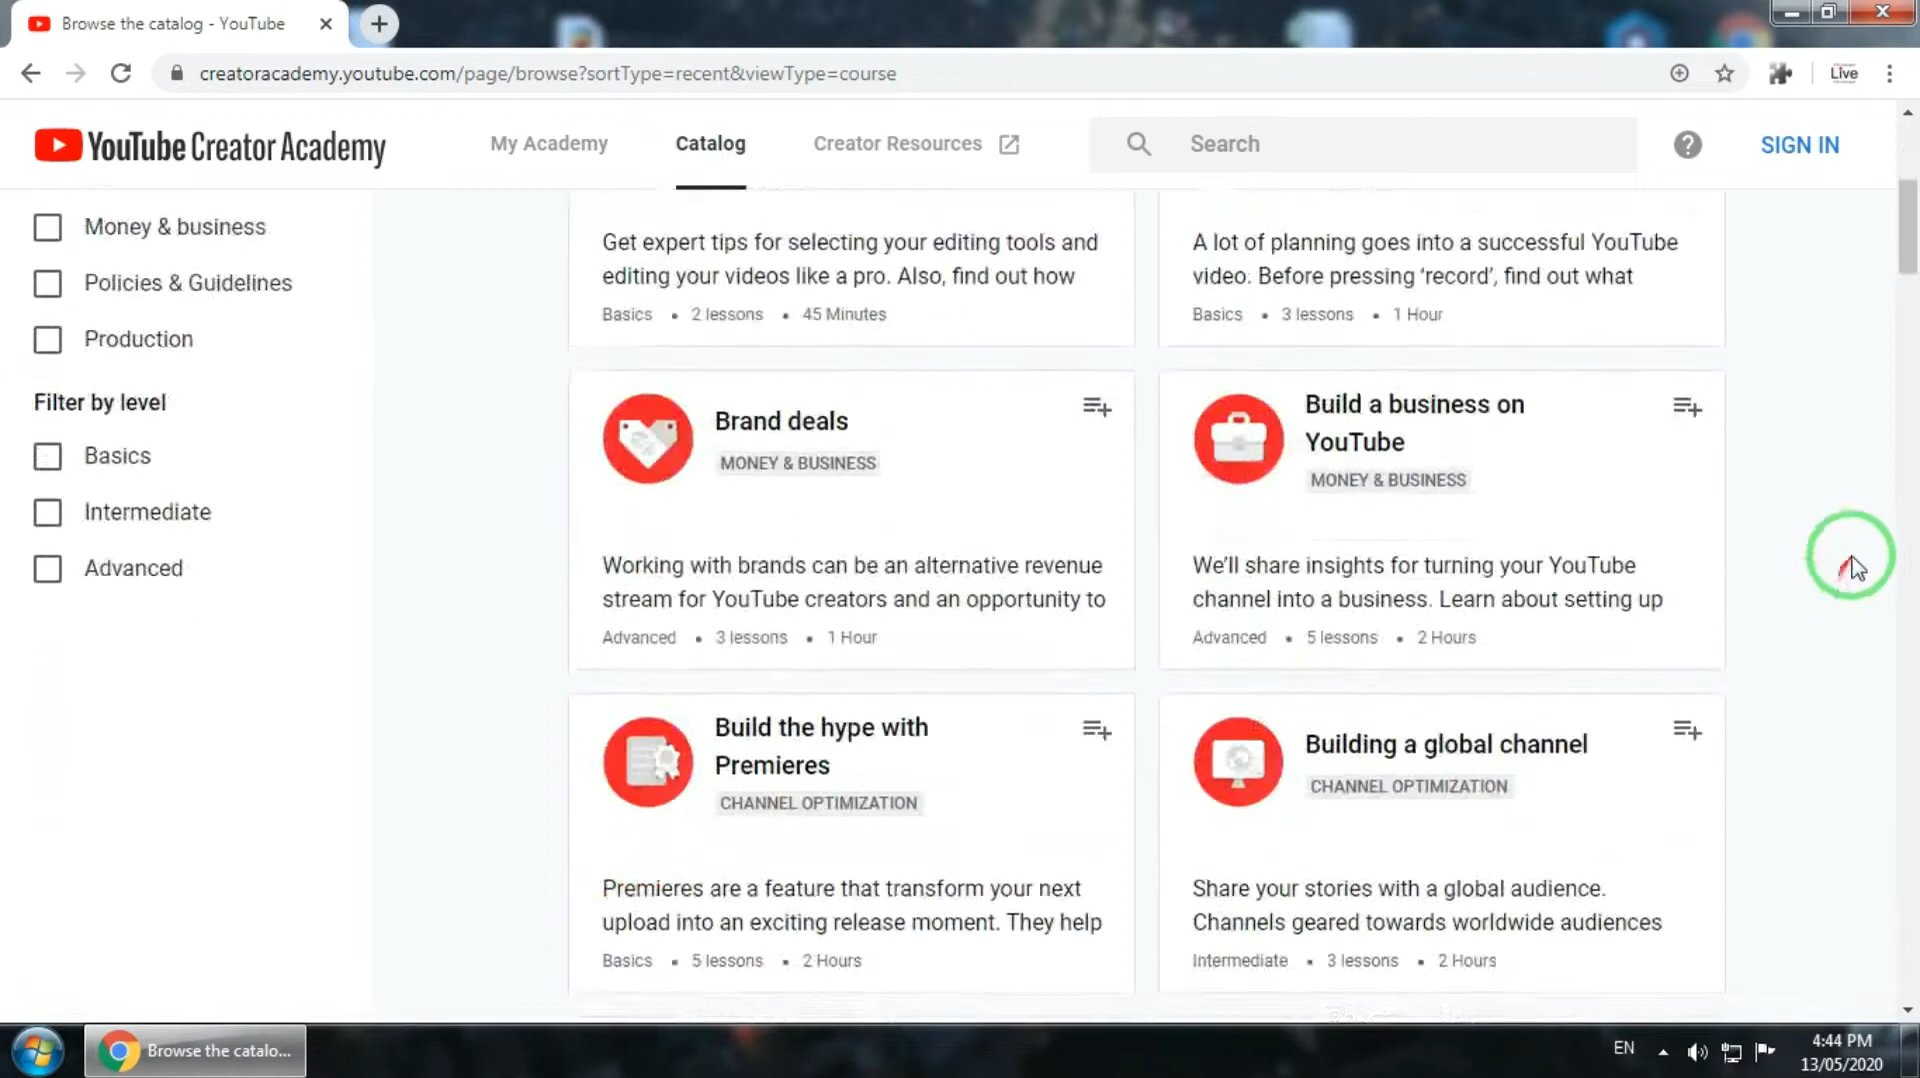 Browse the catalog - YouTube
creatoracademy.youtube.com/page/browse?sortType=recent&viewType=course
Live
YouTube Creator Academy
My Academy
Catalog
Creator Resources
Search
SIGN IN
Money & business
Policies & Guidelines
Production
Filter by level
Basics
Intermediate
Advanced
Get expert tips for selecting your editing tools and
editing your videos like a pro. Also, find out how
Basics • 2 lessons • 45 Minutes
A lot of planning goes into a successful YouTube
video. Before pressing ‘record’, find out what
Basics • 3 lessons • 1 Hour
Brand deals
MONEY & BUSINESS
Working with brands can be an alternative revenue
stream for YouTube creators and an opportunity to
Advanced • 3 lessons • 1 Hour
Build a business on
YouTube
MONEY & BUSINESS
We’ll share insights for turning your YouTube
channel into a business. Learn about setting up
Advanced • 5 lessons • 2 Hours
Build the hype with
Premieres
CHANNEL OPTIMIZATION
Premieres are a feature that transform your next
upload into an exciting release moment. They help
Basics • 5 lessons • 2 Hours
Building a global channel
CHANNEL OPTIMIZATION
Share your stories with a global audience.
Channels geared towards worldwide audiences
Intermediate • 3 lessons • 2 Hours
Browse the catalo...
EN
4:44 PM
13/05/2020